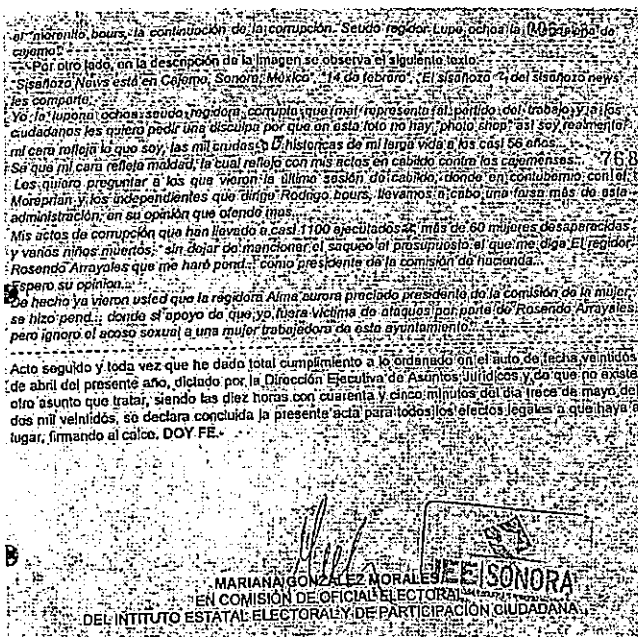 el "morenito bours, la continuación de la corrupción. Seudo regidor Lupe ochoa la de
cajeme".
Por otro lado, en la descripción de la imagen se observa el siguiente texto:
"Sisañozo News está en Cajeme, Sonora, México". "14 de febrero". "El sisañoza del sisañozo news
les comparte,
Yo la lupona ochoa seudo regidora, corrupta que (mal representa) al partido del trabajo y a los
ciudadanos les quiero pedir una disculpa por que en esta foto no hay "photo shop" así soy realmente
mi cara refleja lo que soy, las mil crudas o historicas de mi larga vida a los casi 56 años...
Se que mi cara refleja maldad, la cual reflejo con mis actos en cabildo contra los cajemenses.
Les quiero preguntar a los que vieron la última sesión de cabildo, donde en contubernio con el
Moreprian y los independientes que dirige Rodrigo bours, llevamos a cabo una farsa más de esta
administración, en su opinión que ofende mas...
Mis actos de corrupción que han llevado a casi 1100 ejecutados más de 60 mujeres desaparecidas
y varios niños muertos, sin dejar de mencionar el saqueo al presupuesto el que me diga El regidor
Rosendo Arrayales que me haré pend... como presidente de la comisión de hacienda...
Espero su opinion...
De hecho ya vieron usted que la regidora Alma aurora preciado presidente de la comisión de la mujer
se hizo pend... donde si apoyo de que yo fuera victima de ataques por parte de Rosendo Arrayales
pero ignoro el acoso sexual a una mujer trabajadora de este ayuntamiento."
Acto seguido y toda vez que he dado total cumplimiento a lo ordenado en el auto de fecha veintidós
de abril del presente año, dictado por la Dirección Ejecutiva de Asuntos Jurídicos y de que no existe
otro asunto que tratar, siendo las diez horas con cuarenta y cinco minutos del día trece de mayo de
dos mil veintidós, se declara concluida la presente acta para todos los efectos legales a que haya
lugar, firmando al calce. DOY FE.-
MARIANA GONZÁLEZ MORALES
IEE SONORA
EN COMISIÓN DE OFICIAL ELECTORAL
DEL INTITUTO ESTATAL ELECTORAL Y DE PARTICIPACIÓN CIUDADANA